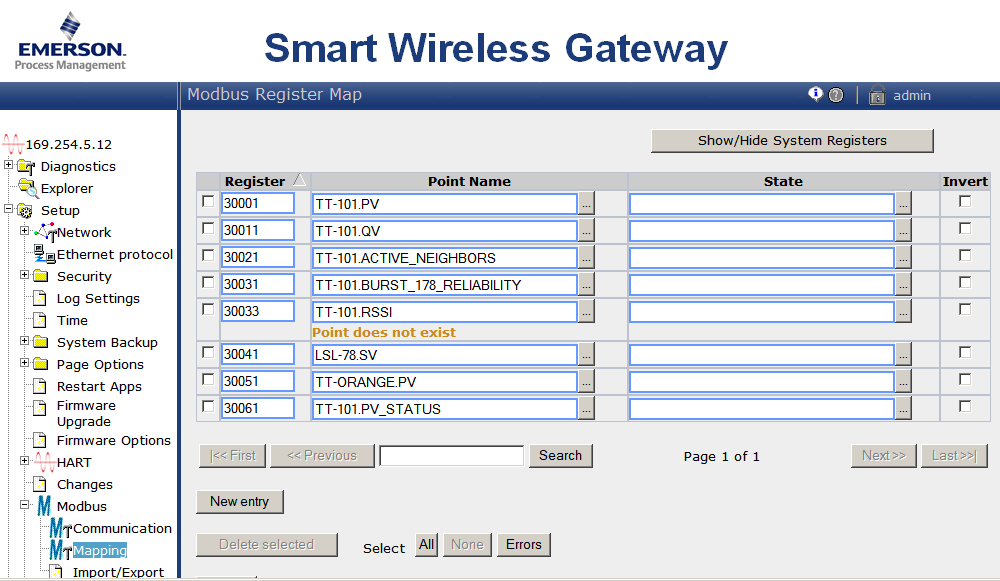 EMERSON.
Process Management
Smart Wireless Gateway
Modbus Register Map
admin
169.254.5.12
Diagnostics
Explorer
Setup
Network
Ethernet protocol
Security
Log Settings
Time
System Backup
Page Options
Restart Apps
Firmware
Upgrade
Firmware Options
HART
Changes
Modbus
Communication
Mapping
Import/Export
Show/Hide System Registers
Register Point Name State Invert
30001 TT-101.PV ... ...
30011 TT-101.QV ... ...
30021 TT-101.ACTIVE_NEIGHBORS ... ...
30031 TT-101.BURST_178_RELIABILITY ... ...
30033 TT-101.RSSI ... ...
Point does not exist
30041 LSL-78.SV ... ...
30051 TT-ORANGE.PV ... ...
30061 TT-101.PV_STATUS ... ...
|<< First << Previous Search Page 1 of 1 Next >> Last >>|
New entry
Delete selected Select All None Errors